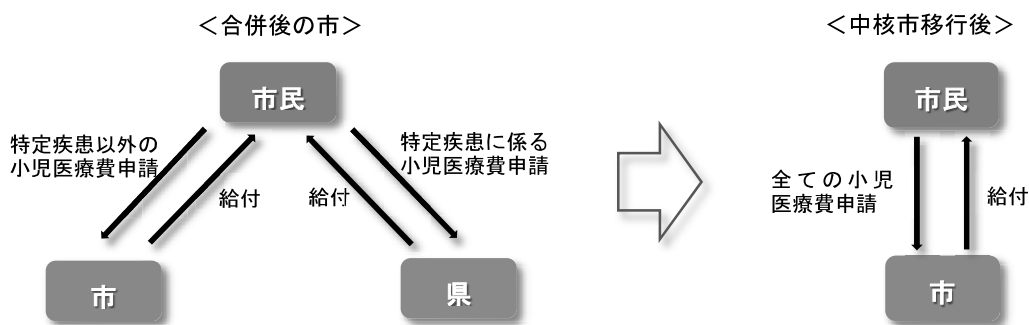 ＜合併後の市＞
市民
特定疾患以外の
小児医療費申請
給付
給付
特定疾患に係る
小児医療費申請
市
県
＜中核市移行後＞
市民
全ての小児
医療費申請
給付
市